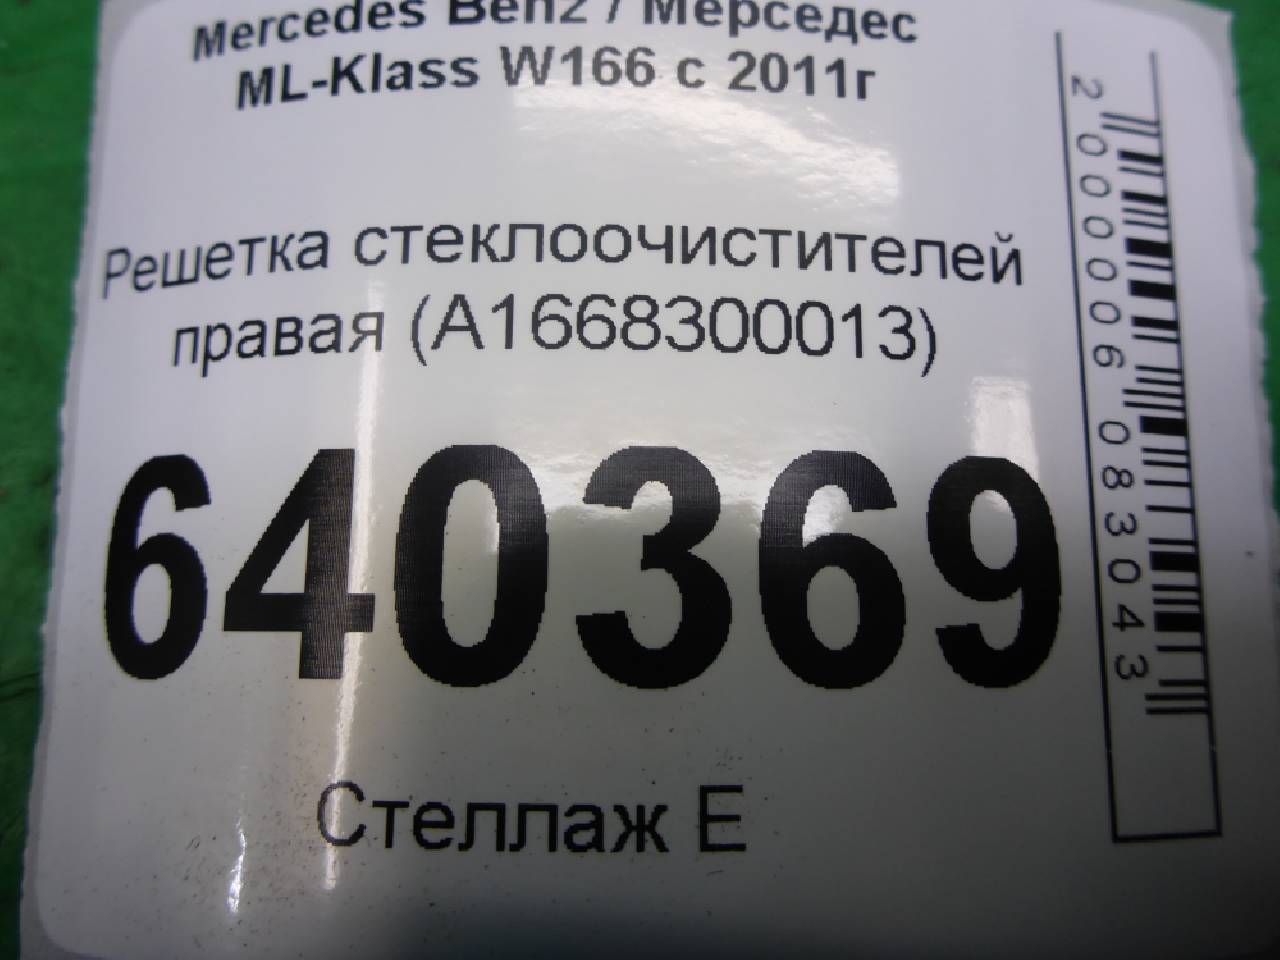 Mercedes Benz / Мерседес
ML-Klass W166 с 2011г
Решетка стеклоочистителей
правая (A1668300013)
640369
Стеллаж Е
2000006083043